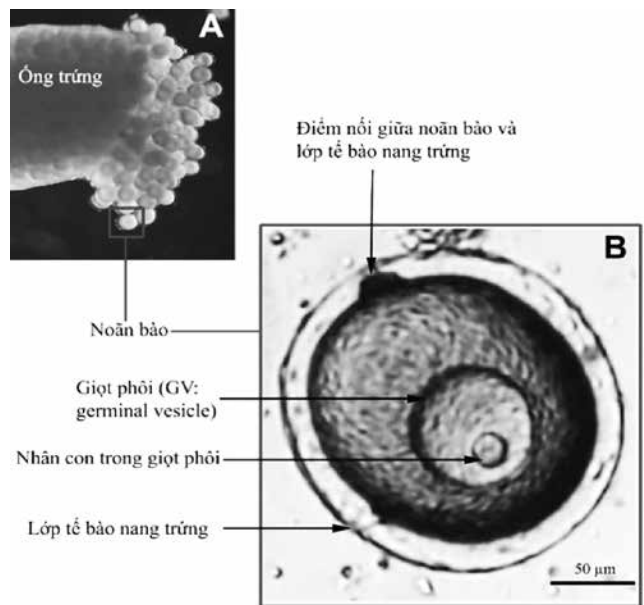 A
Ống trứng
Điểm nối giữa noãn bào và
lớp tế bào nang trứng
B
Noãn bào
Giọt phôi (GV:
germinal vesicle)
Nhân con trong giọt phôi
Lớp tế bào nang trứng
50 µm